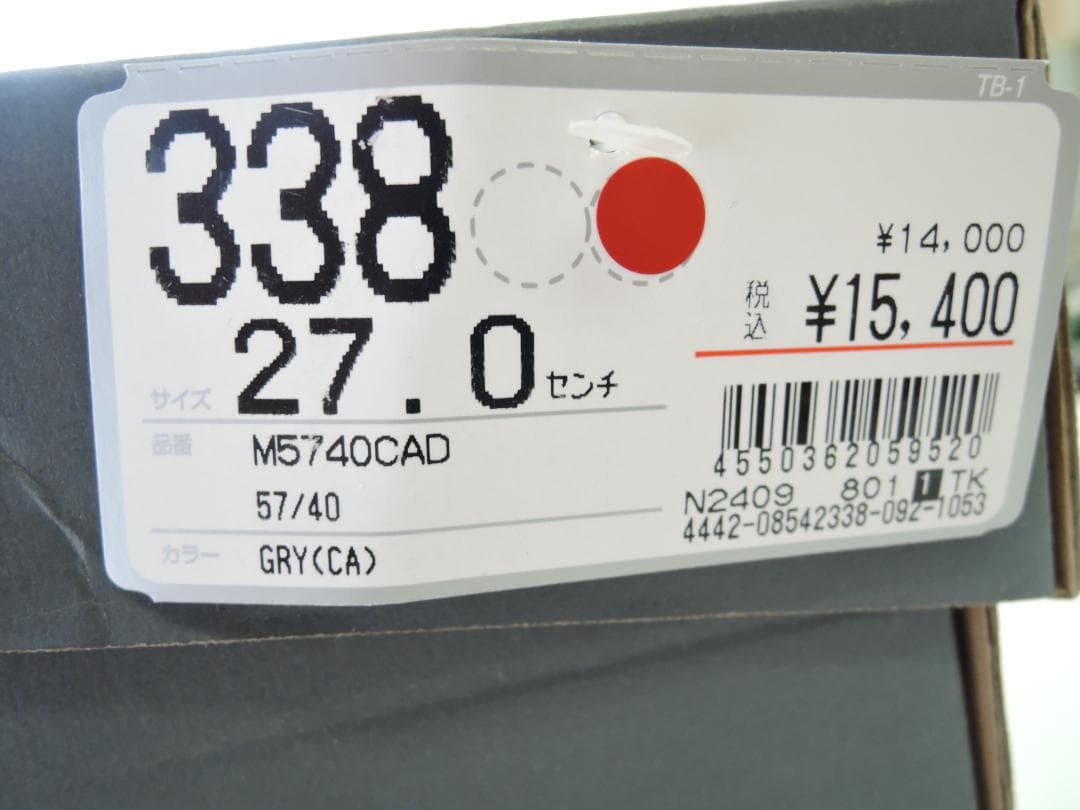 TB-1
338
¥14,000
税込 ¥15,400
サイズ 27.0センチ
品番 M5740CAD
57/40
カラー GRY(CA)
4550362059520
N2409 801 1 TK
4442-08542338-092-1053